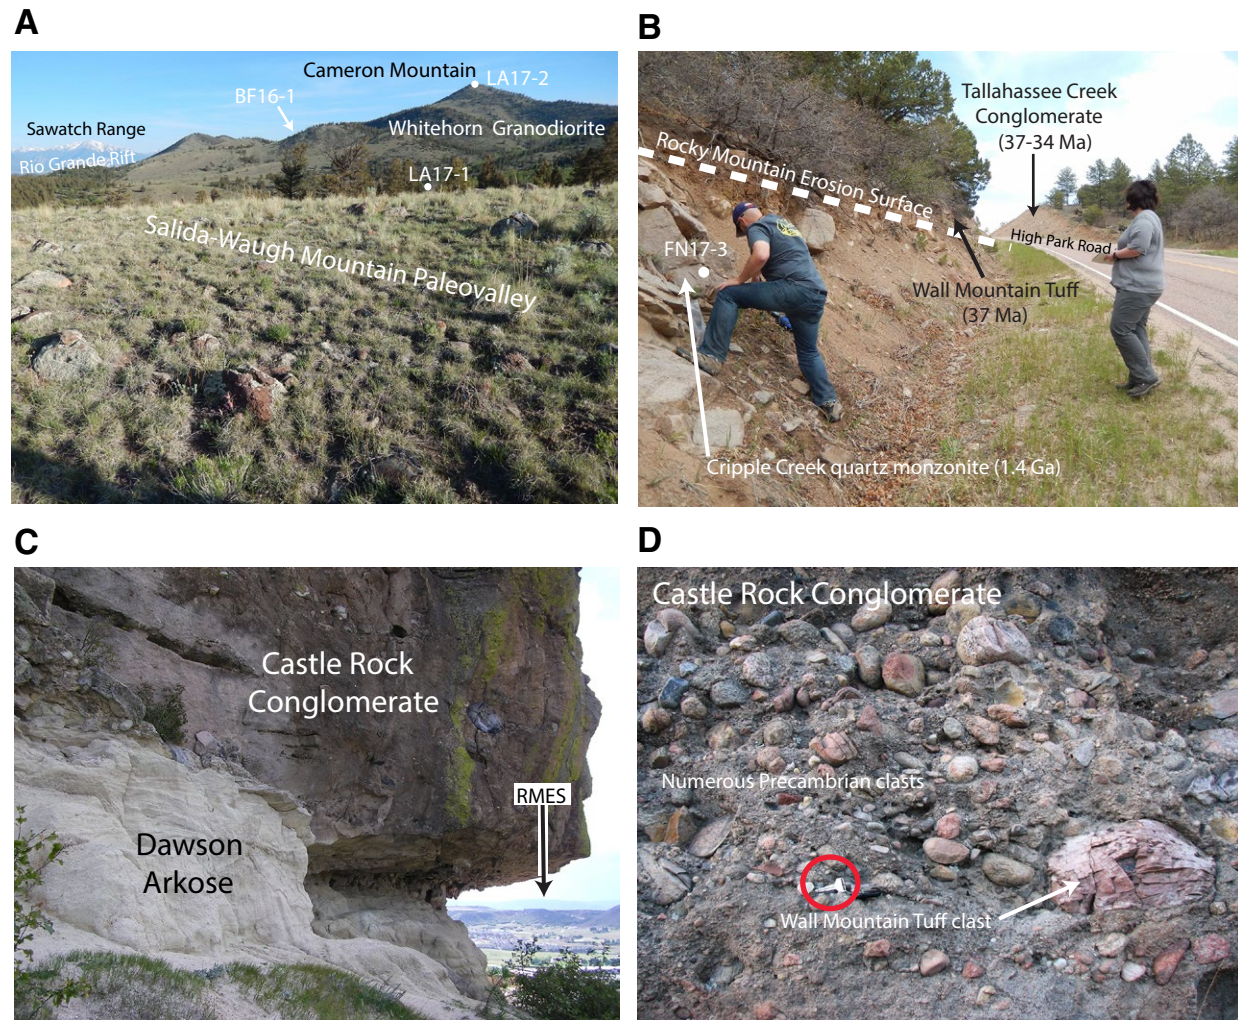 A
Cameron Mountain
LA17-2
BF16-1
Sawatch Range
Whitehorn Granodiorite
Rio Grande Rift
LA17-1
Salida-Waugh Mountain Paleovalley
B
Tallahassee Creek
Conglomerate
(37-34 Ma)
Rocky Mountain Erosion Surface
High Park Road
FN17-3
Wall Mountain Tuff
(37 Ma)
Cripple Creek quartz monzonite (1.4 Ga)
C
Castle Rock
Conglomerate
RMES
Dawson
Arkose
D
Castle Rock Conglomerate
Numerous Precambrian clasts
Wall Mountain Tuff clast